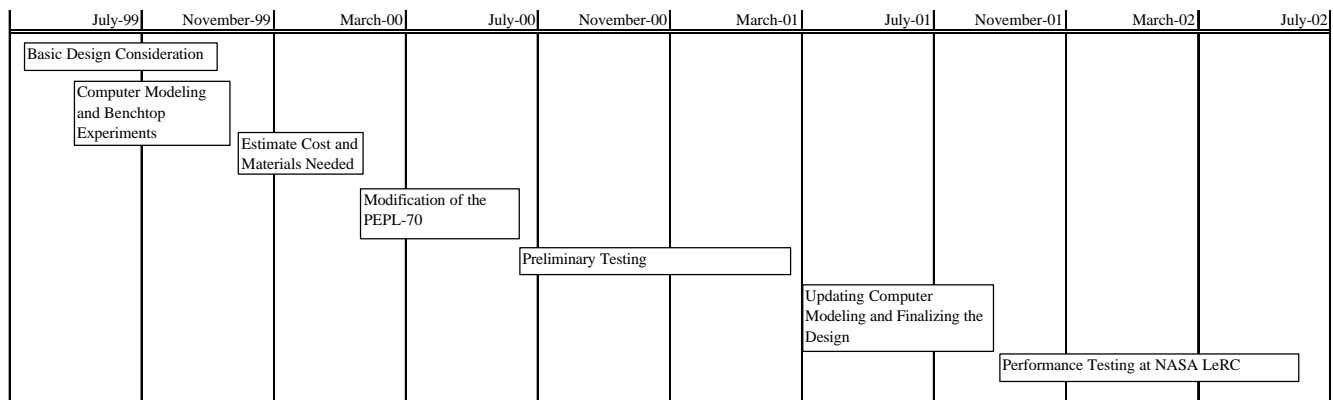 July-99 November-99 March-00 July-00 November-00 March-01 July-01 November-01 March-02 July-02
Basic Design Consideration
Computer Modeling
and Benchtop
Experiments
Estimate Cost and
Materials Needed
Modification of the
PEPL-70
Preliminary Testing
Updating Computer
Modeling and Finalizing the
Design
Performance Testing at NASA LeRC